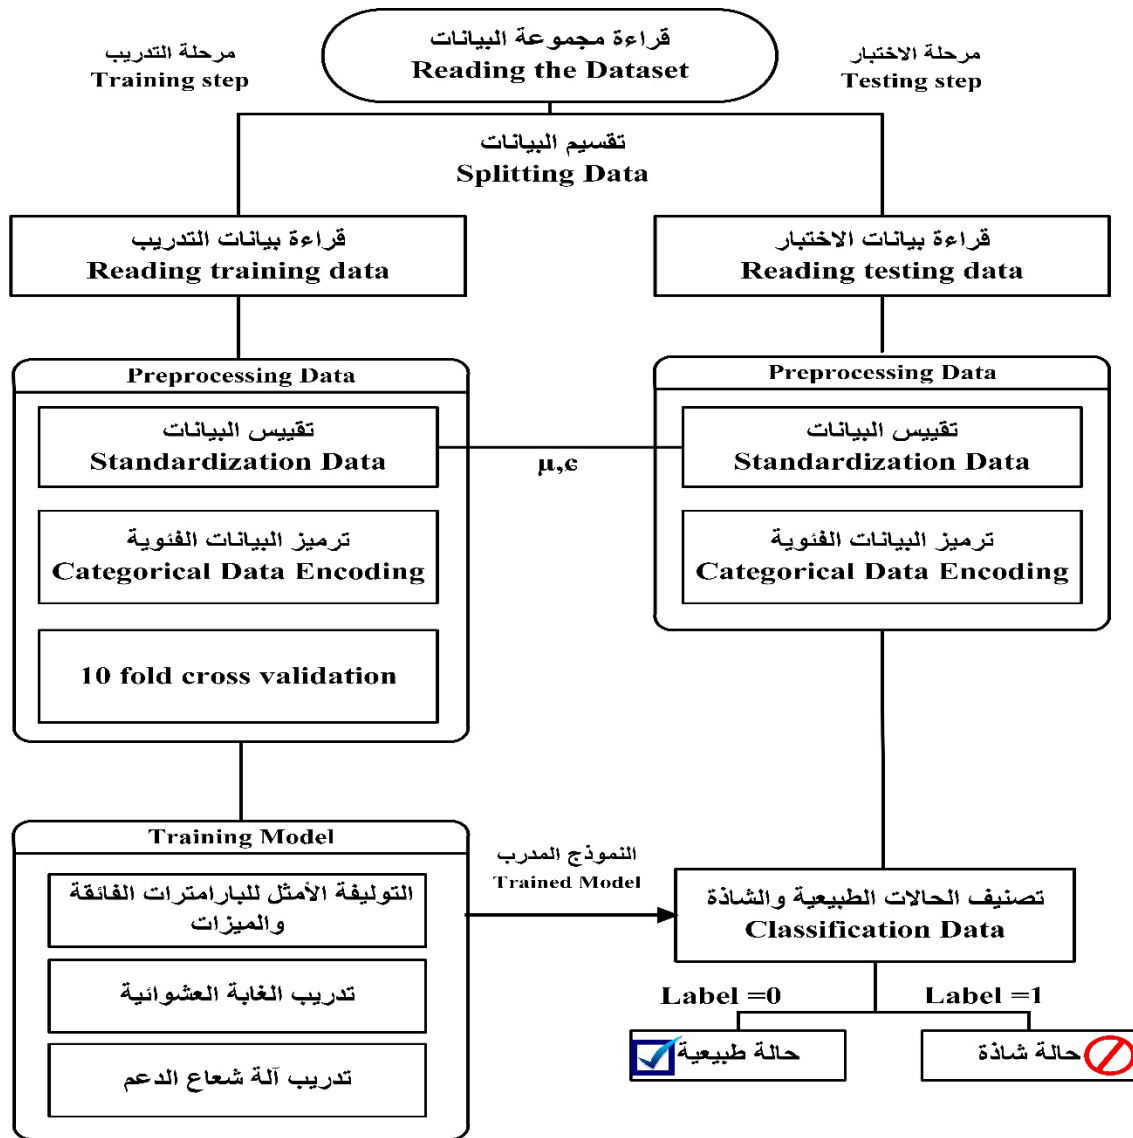 قراءة مجموعة البيانات
Reading the Dataset
مرحلة التدريب
Training step
مرحلة الاختبار
Testing step
تقسيم البيانات
Splitting Data
قراءة بيانات التدريب
Reading training data
قراءة بيانات الاختبار
Reading testing data
Preprocessing Data
تقييس البيانات
Standardization Data
ترميز البيانات الفئوية
Categorical Data Encoding
10 fold cross validation
μ,ϵ
Preprocessing Data
تقييس البيانات
Standardization Data
ترميز البيانات الفئوية
Categorical Data Encoding
Training Model
التوليفة الأمثل للبارامترات الفائقة
والميزات
تدريب الغابة العشوائية
تدريب آلة شعاع الدعم
النموذج المدرب
Trained Model
تصنيف الحالات الطبيعية والشاذة
Classification Data
Label =0
Label =1
حالة طبيعية
حالة شاذة